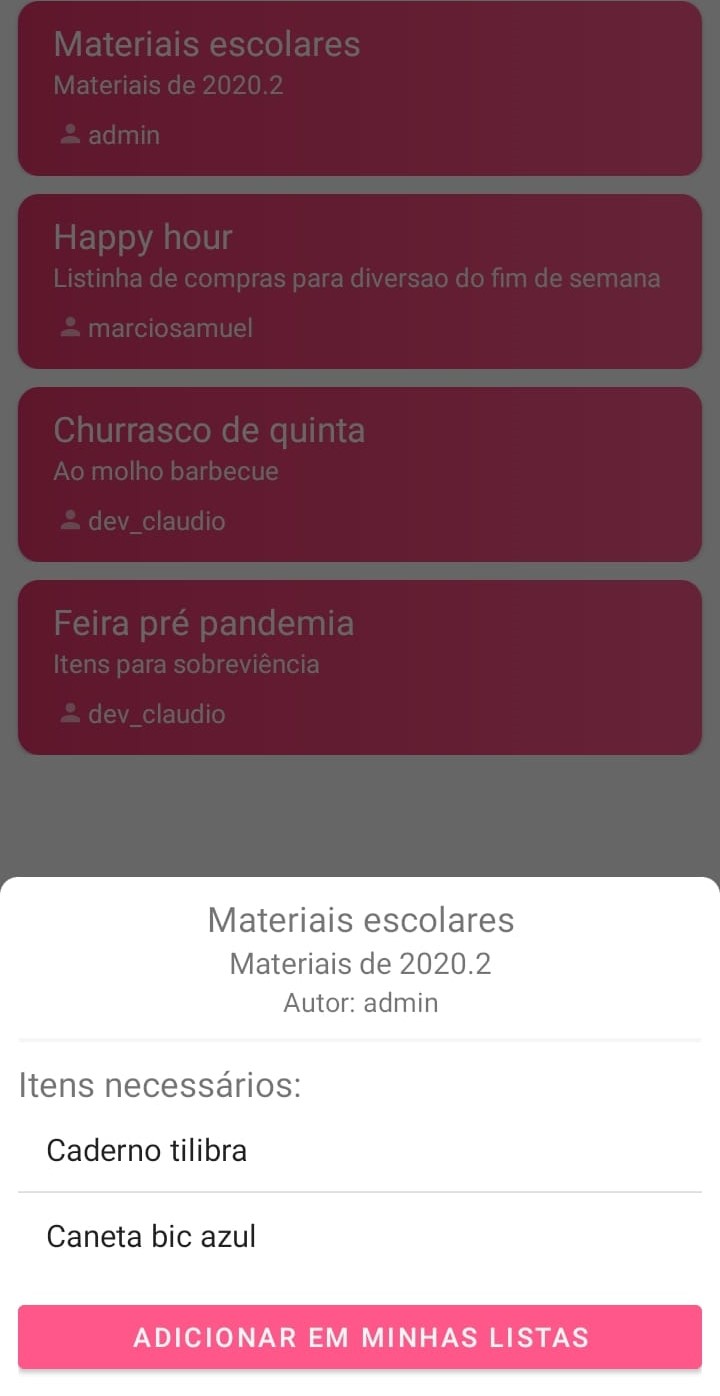 Materiais escolares
Materiais de 2020.2
admin
Happy hour
Listinha de compras para diversao do fim de semana
marciosamuel
Churrasco de quinta
Ao molho barbecue
dev_claudio
Feira pré pandemia
Itens para sobreviência
dev_claudio
Materiais escolares
Materiais de 2020.2
Autor: admin
Itens necessários:
Caderno tilibra
Caneta bic azul
ADICIONAR EM MINHAS LISTAS